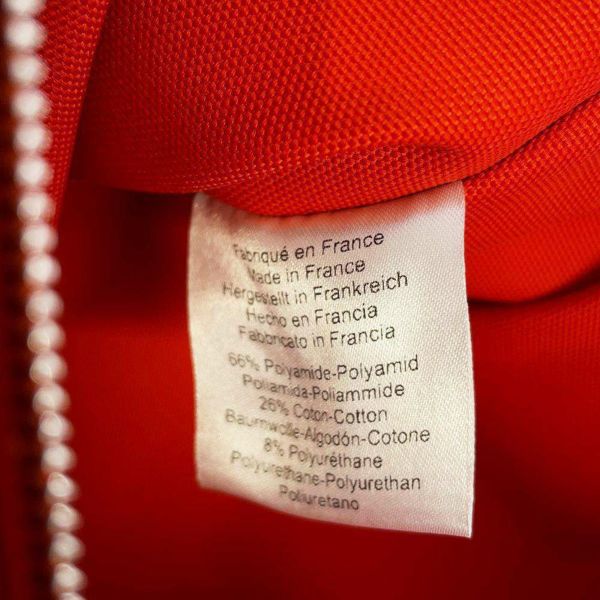 Fabriqué en France
Made in France
Hergestellt in Frankreich
Hecho en Francia
Fabbricato in Francia
66% Polyamide-Polyamid
Poliamida-Poliammide
26% Coton-Cotton
Baumwolle-Algodón-Cotone
8% Polyuréthane
Polyurethane-Polyurethan
Poliuretano